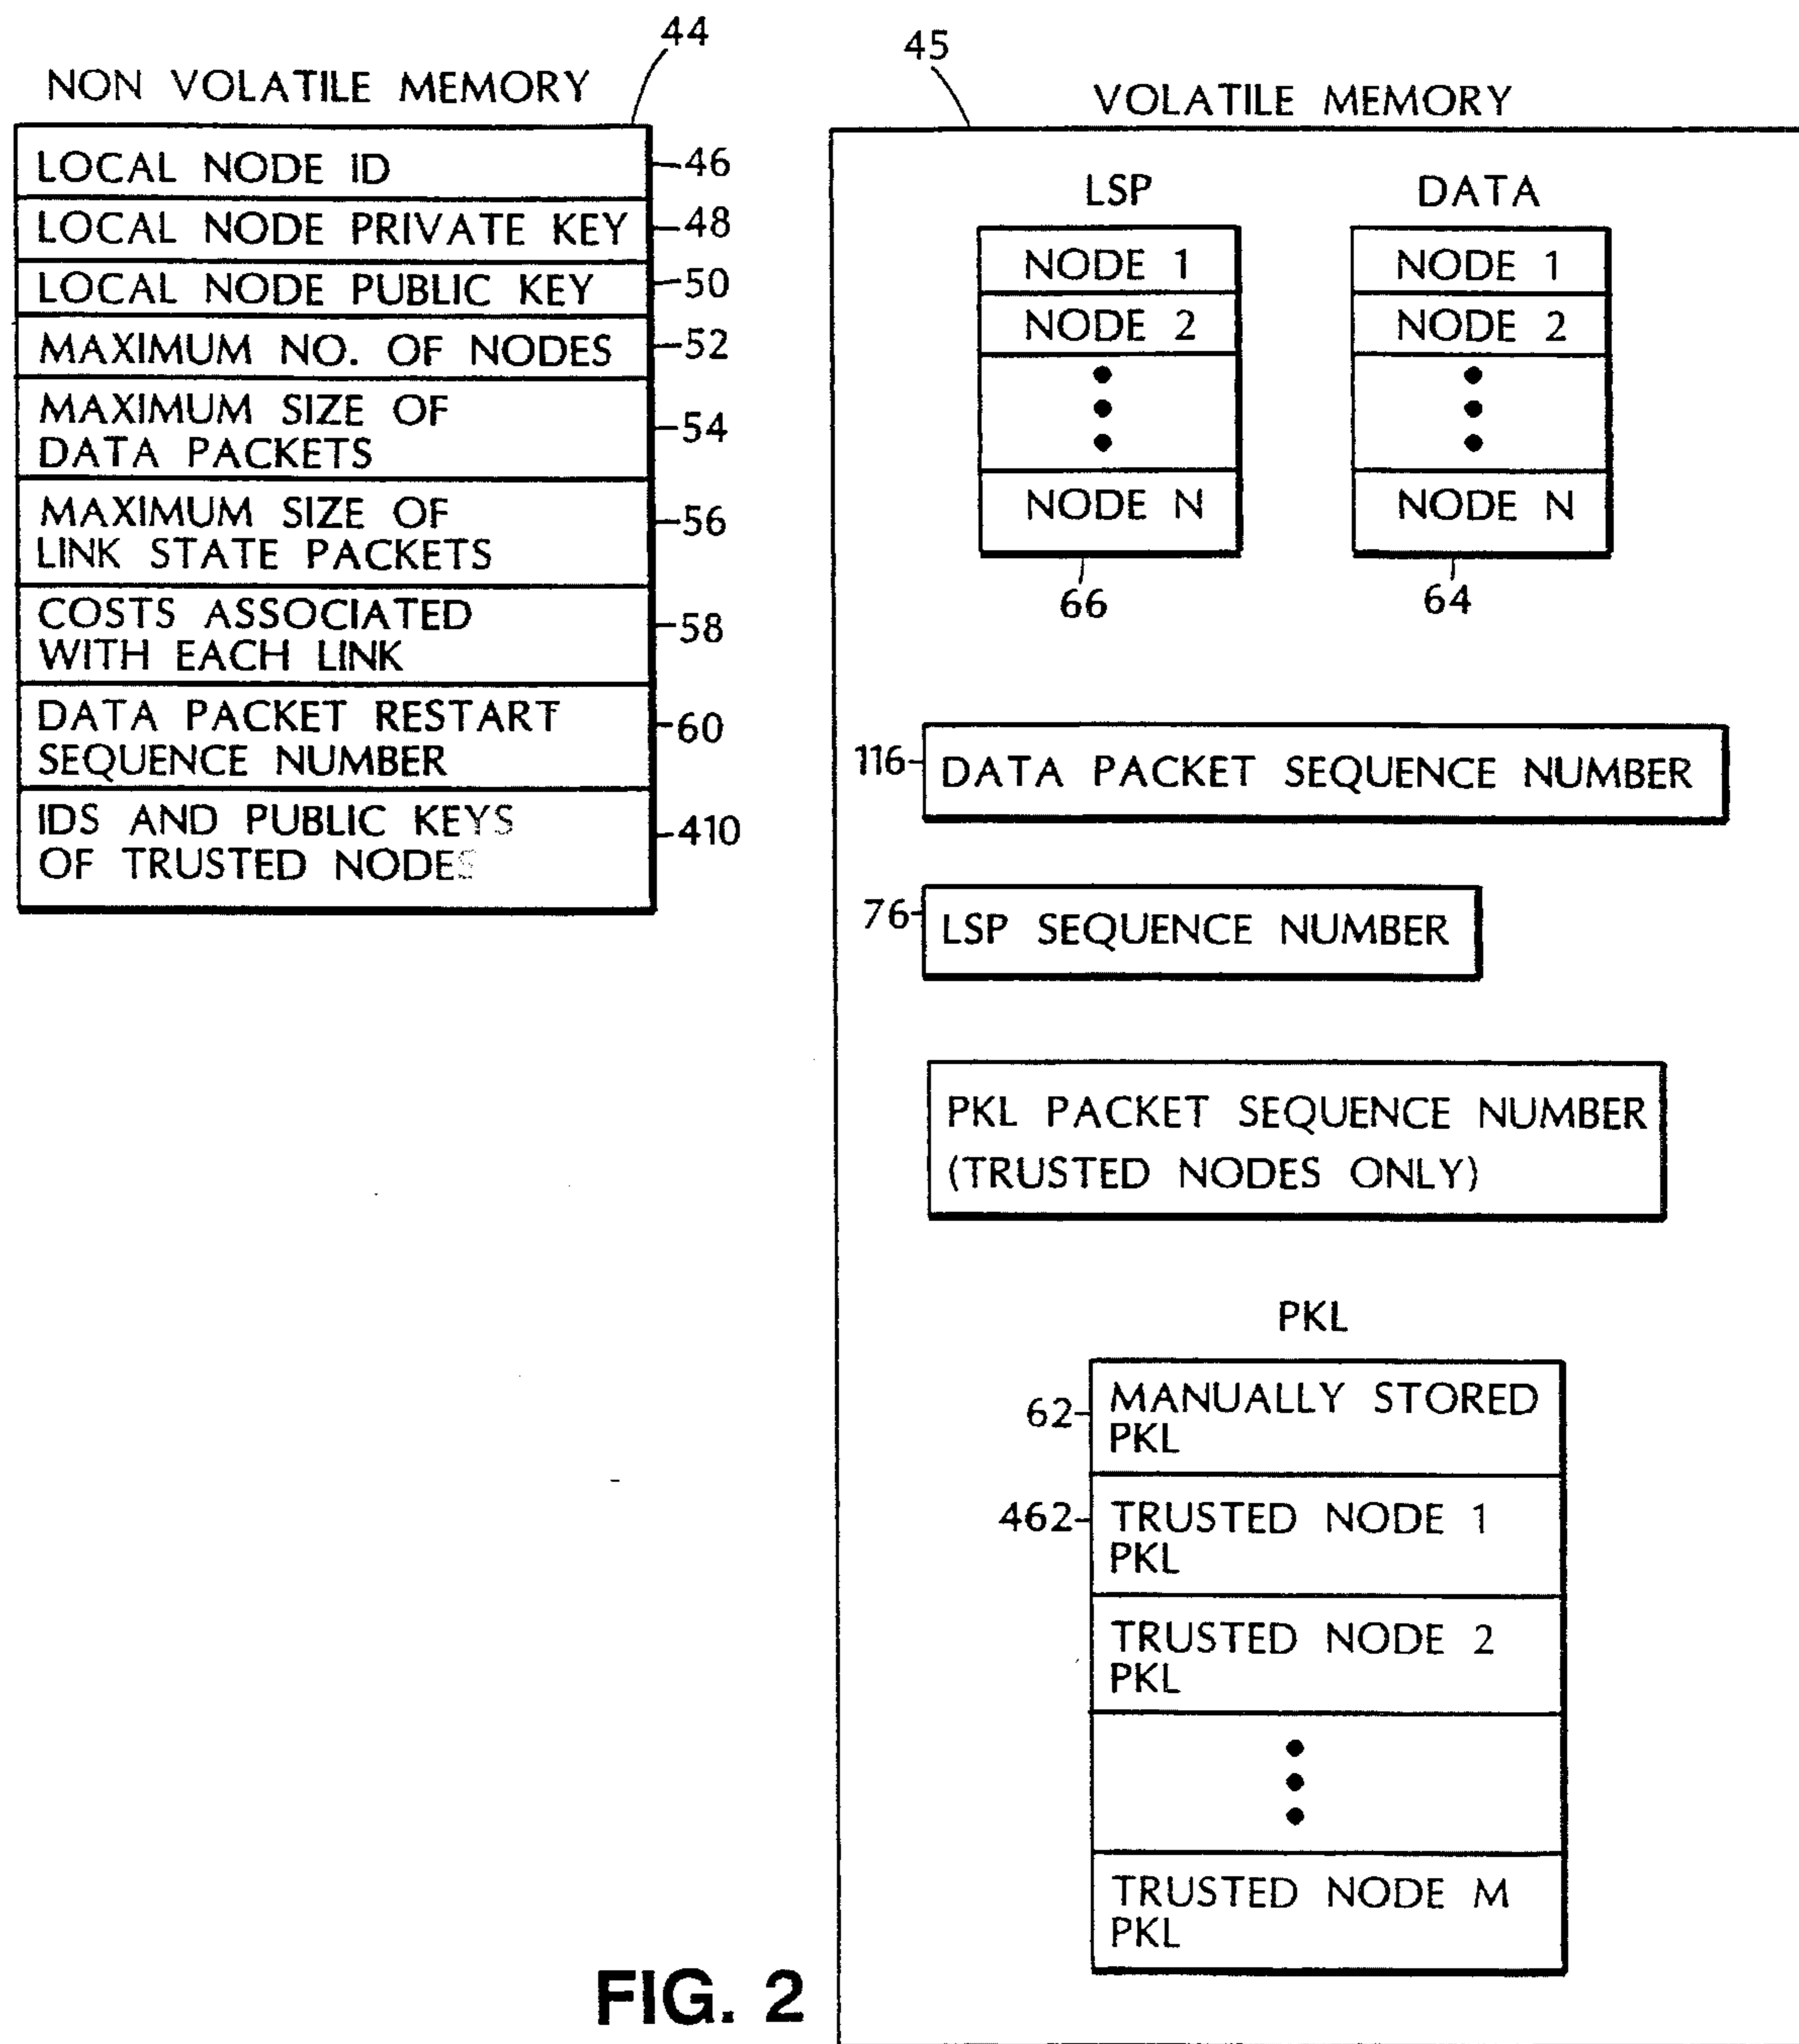 44
NON VOLATILE MEMORY
LOCAL NODE ID
46
LOCAL NODE PRIVATE KEY
48
LOCAL NODE PUBLIC KEY
50
MAXIMUM NO. OF NODES
52
MAXIMUM SIZE OF
DATA PACKETS
54
MAXIMUM SIZE OF
LINK STATE PACKETS
56
COSTS ASSOCIATED
WITH EACH LINK
58
DATA PACKET RESTART
SEQUENCE NUMBER
60
IDS AND PUBLIC KEYS
OF TRUSTED NODES
410
45
VOLATILE MEMORY
LSP
NODE 1
NODE 2
NODE N
66
DATA
NODE 1
NODE 2
NODE N
64
116
DATA PACKET SEQUENCE NUMBER
76
LSP SEQUENCE NUMBER
PKL PACKET SEQUENCE NUMBER
(TRUSTED NODES ONLY)
PKL
62
MANUALLY STORED
PKL
462
TRUSTED NODE 1
PKL
TRUSTED NODE 2
PKL
TRUSTED NODE M
PKL
FIG. 2